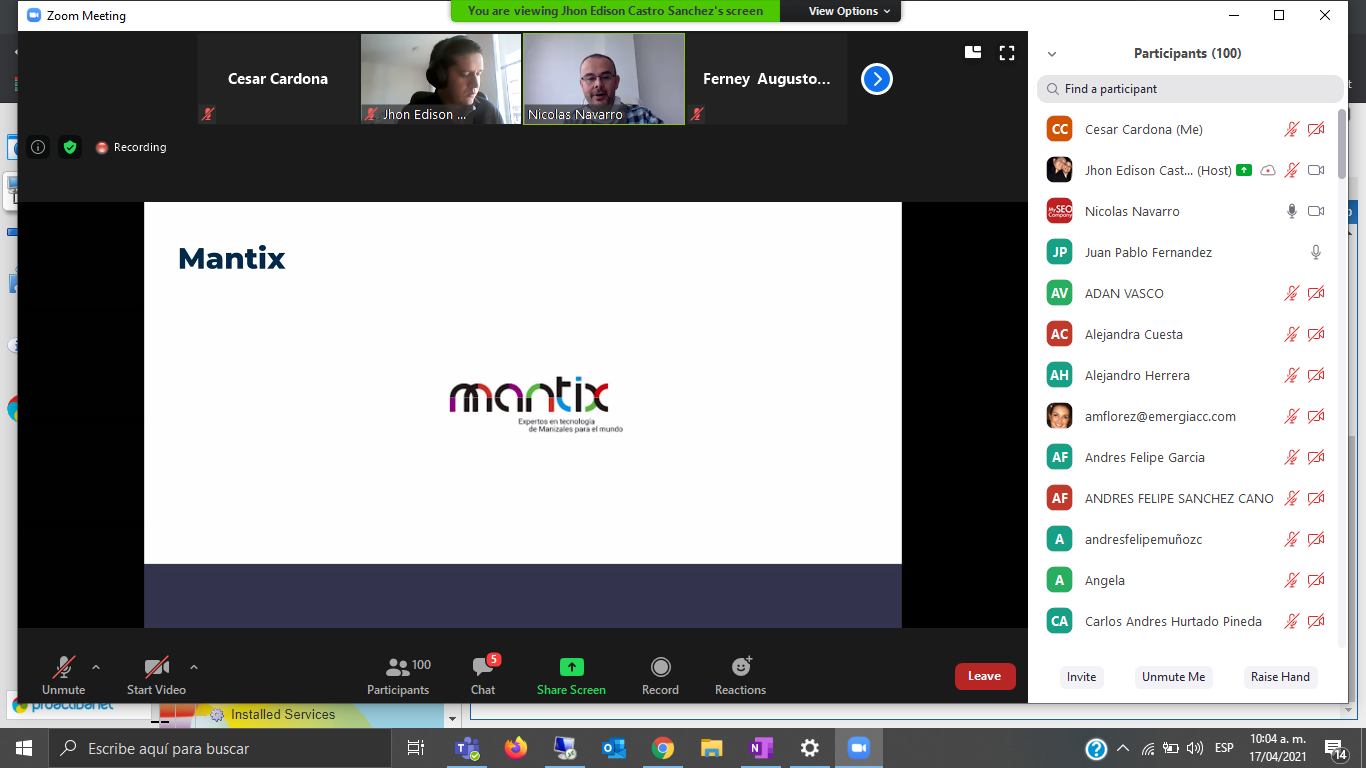 Zoom Meeting
You are viewing Jhon Edison Castro Sanchez's screen
View Options
Cesar Cardona
Jhon Edison ...
Nicolas Navarro
Ferney Augusto...
Recording
Mantix
mantix
Expertos en tecnología
de Manizales para el mundo
Participants (100)
Find a participant
CC Cesar Cardona (Me)
Jhon Edison Cast... (Host)
My SEO Company Nicolas Navarro
JP Juan Pablo Fernandez
AV ADAN VASCO
AC Alejandra Cuesta
AH Alejandro Herrera
amflorez@emergiacc.com
AF Andres Felipe Garcia
AF ANDRES FELIPE SANCHEZ CANO
A andresfelipemuñozc
A Angela
CA Carlos Andres Hurtado Pineda
Invite
Unmute Me
Raise Hand
Unmute
Start Video
100
Participants
5
Chat
Share Screen
Record
Reactions
Leave
proactivanet
Installed Services
Escribe aquí para buscar
ESP
10:04 a. m.
17/04/2021
14